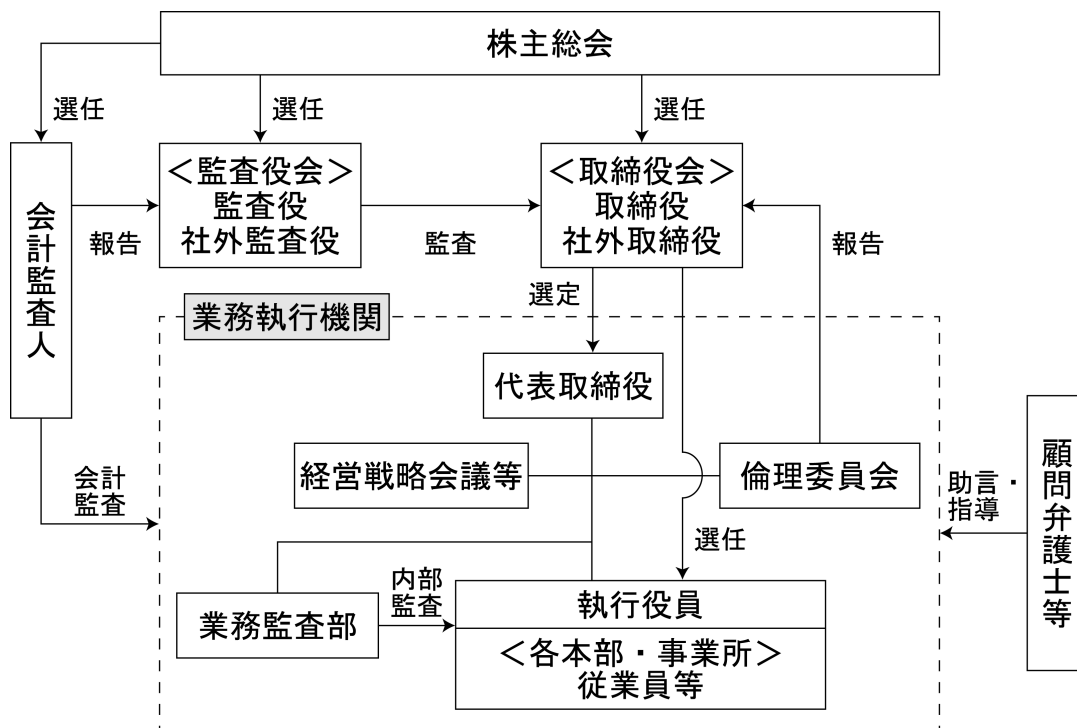 株主総会
選任
選任
選任
会計監査人
報告
＜監査役会＞
監査役
社外監査役
監査
＜取締役会＞
取締役
社外取締役
報告
選定
業務執行機関
代表取締役
経営戦略会議等
倫理委員会
会計
監査
助言・
指導
顧問弁護士等
選任
業務監査部
内部
監査
執行役員
＜各本部・事業所＞
従業員等